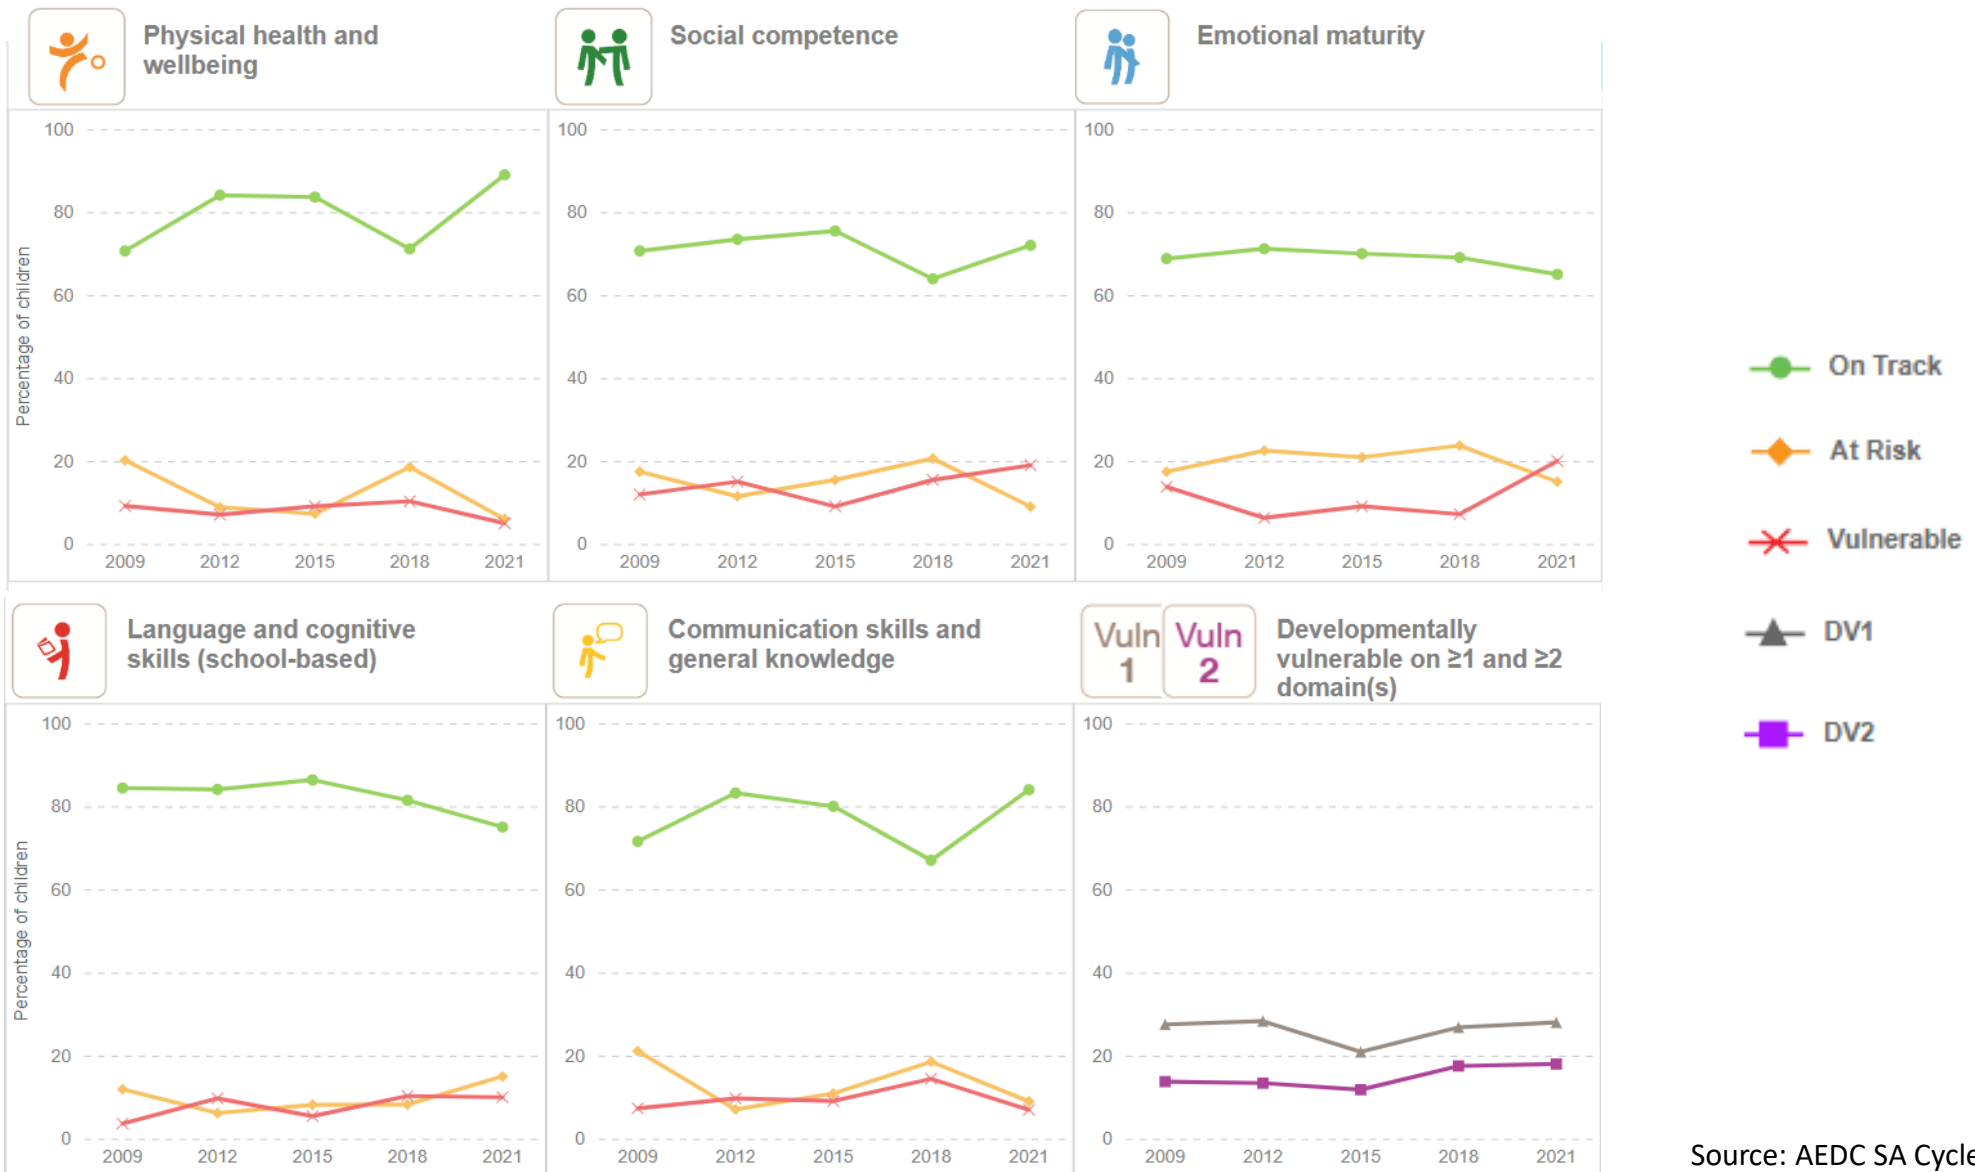 Physical health and
wellbeing
Social competence
Emotional maturity
Percentage of children
100
80
60
40
20
0
2009 2012 2015 2018 2021
100
80
60
40
20
0
2009 2012 2015 2018 2021
100
80
60
40
20
0
2009 2012 2015 2018 2021
On Track
At Risk
Vulnerable
DV1
DV2
Language and cognitive
skills (school-based)
Communication skills and
general knowledge
Vuln
1
Vuln
2
Developmentally
vulnerable on ≥1 and ≥2
domain(s)
Percentage of children
100
80
60
40
20
0
2009 2012 2015 2018 2021
100
80
60
40
20
0
2009 2012 2015 2018 2021
100
80
60
40
20
0
2009 2012 2015 2018 2021
Source: AEDC SA Cycle